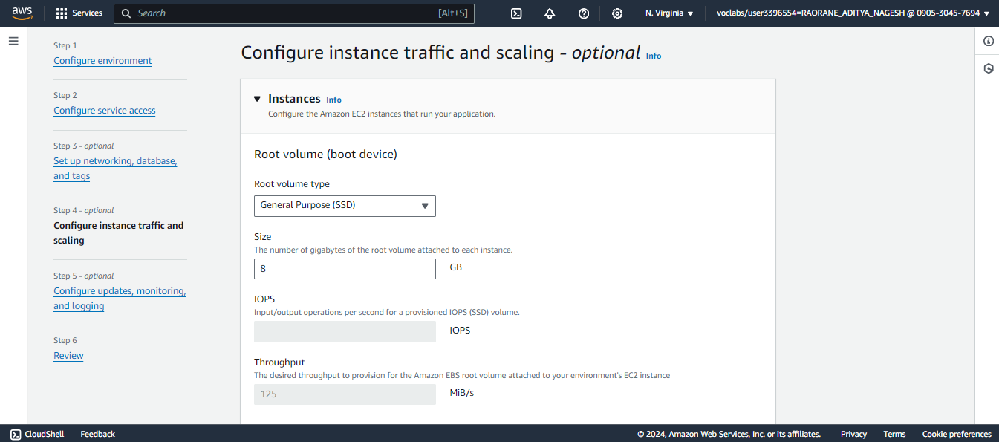 aws
Services
Search
[Alt+S]
N. Virginia
voclabs/user3396554=RAORANE_ADITYA_NAGESH @ 0905-3045-7694
Step 1
Configure environment
Step 2
Configure service access
Step 3 - optional
Set up networking, database,
and tags
Step 4 - optional
Configure instance traffic and
scaling
Step 5 - optional
Configure updates, monitoring,
and logging
Step 6
Review
Configure instance traffic and scaling - optional Info
Instances Info
Configure the Amazon EC2 instances that run your application.
Root volume (boot device)
Root volume type
General Purpose (SSD)
Size
The number of gigabytes of the root volume attached to each instance.
8 GB
IOPS
Input/output operations per second for a provisioned IOPS (SSD) volume.
IOPS
Throughput
The desired throughput to provision for the Amazon EBS root volume attached to your environment's EC2 instance
125 MiB/s
CloudShell
Feedback
© 2024, Amazon Web Services, Inc. or its affiliates.
Privacy
Terms
Cookie preferences